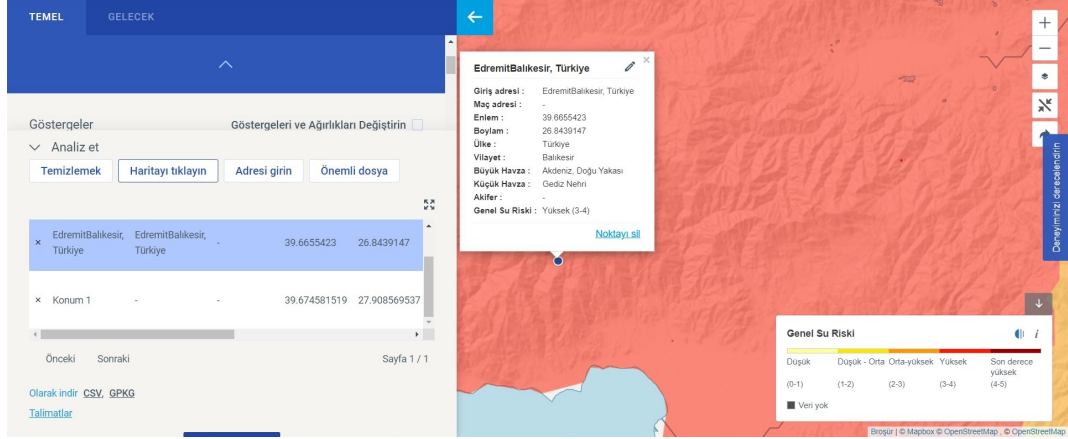 TEMEL GELECEK
Göstergeler Göstergeleri ve Ağırlıkları Değiştirin
Analiz et
Temizlemek Haritayı tıklayın Adresi girin Önemli dosya
× EdremitBalıkesir, Türkiye EdremitBalıkesir, Türkiye - 39.6655423 26.8439147
× Konum 1 - - 39.674581519 27.908569537
Önceki Sonraki Sayfa 1 / 1
Olarak indir CSV, GPKG
Talimatlar
EdremitBalıkesir, Türkiye ×
Giriş adresi : EdremitBalıkesir, Türkiye
Maç adresi : -
Enlem : 39.6655423
Boylam : 26.8439147
Ülke : Türkiye
Vilayet : Balıkesir
Büyük Havza : Akdeniz, Doğu Yakası
Küçük Havza : Gediz Nehri
Akifer : -
Genel Su Riski : Yüksek (3-4)
Noktayı sil
+
−
Deneyiminizi derecelendirin
Genel Su Riski i
Düşük Düşük - Orta Orta-yüksek Yüksek Son derece yüksek
(0-1) (1-2) (2-3) (3-4) (4-5)
Veri yok
Broşür | © Mapbox © OpenStreetMap , © OpenStreetMap